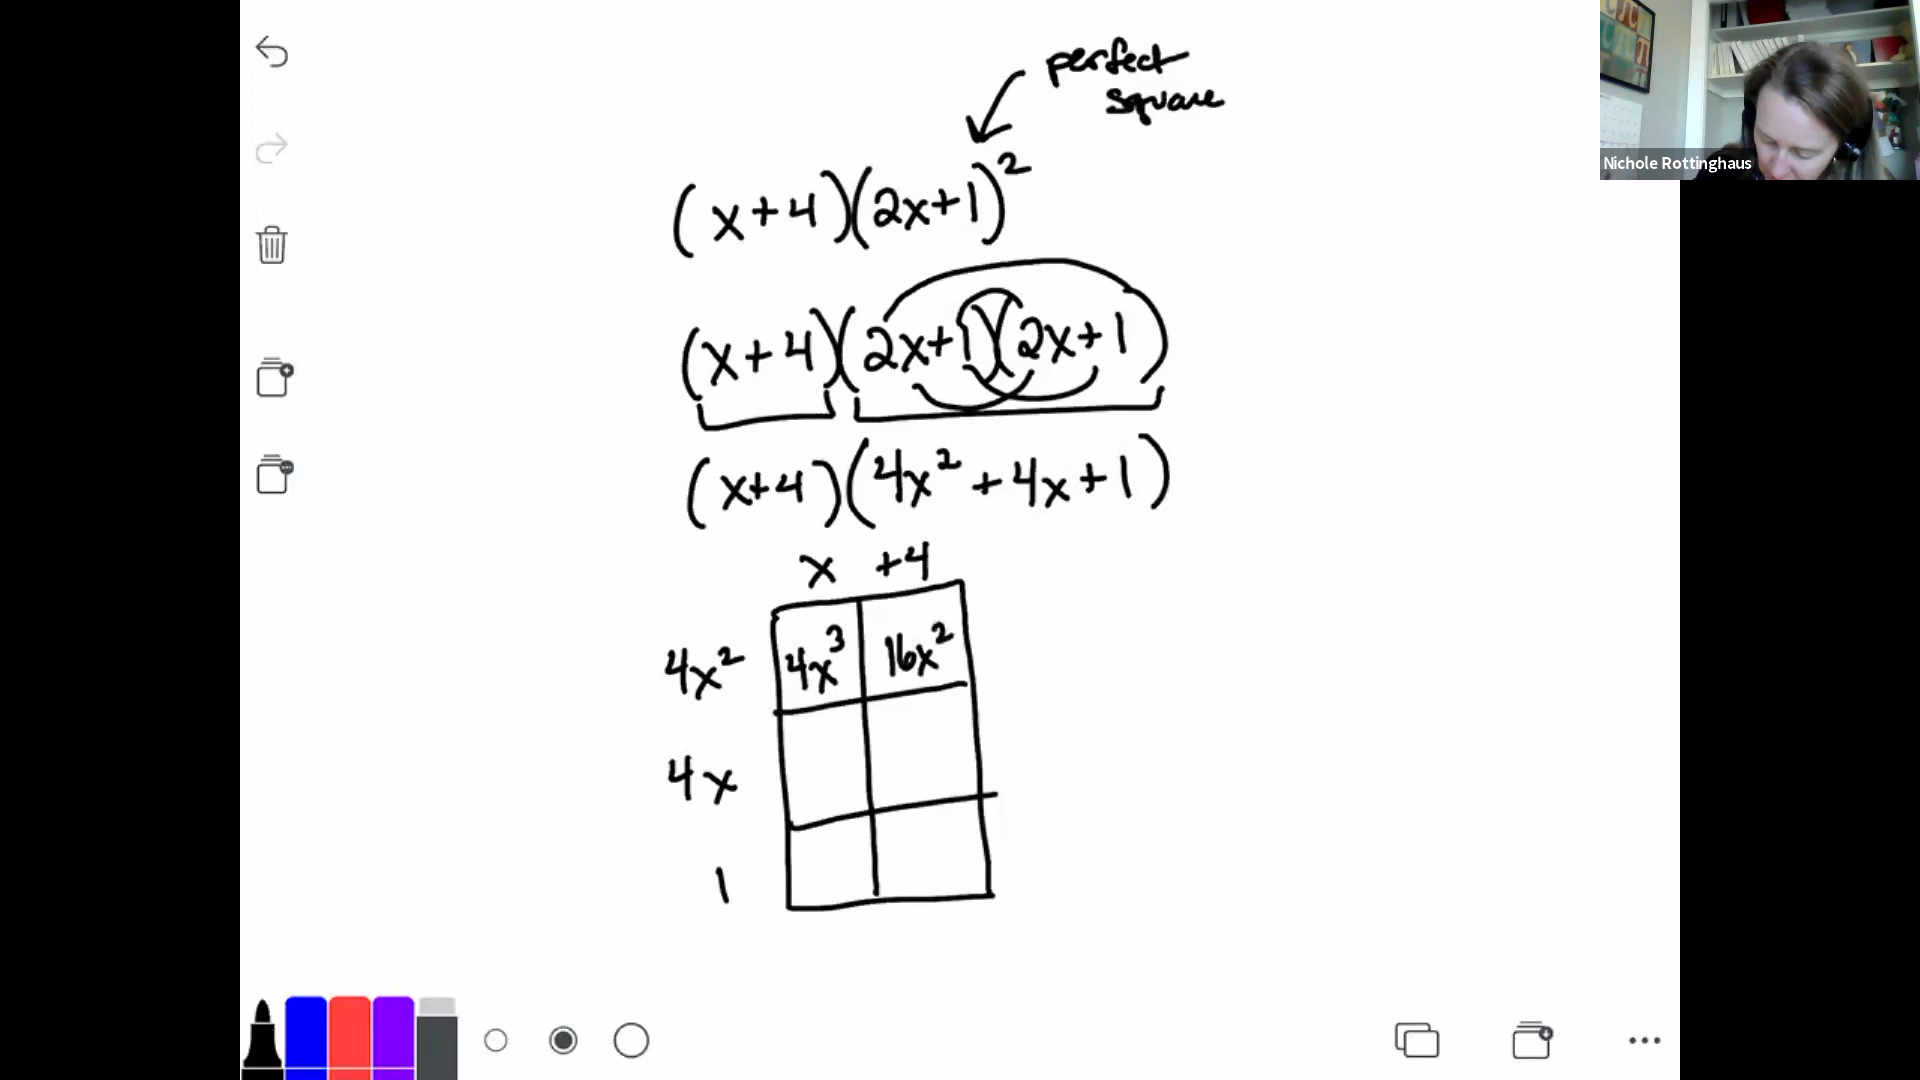 perfect
square
(x+4)(2x+1)²
(x+4)(2x+1)(2x+1)
(x+4)(4x²+4x+1)
x +4
4x² 4x³ 16x²
4x
1
Nichole Rottinghaus